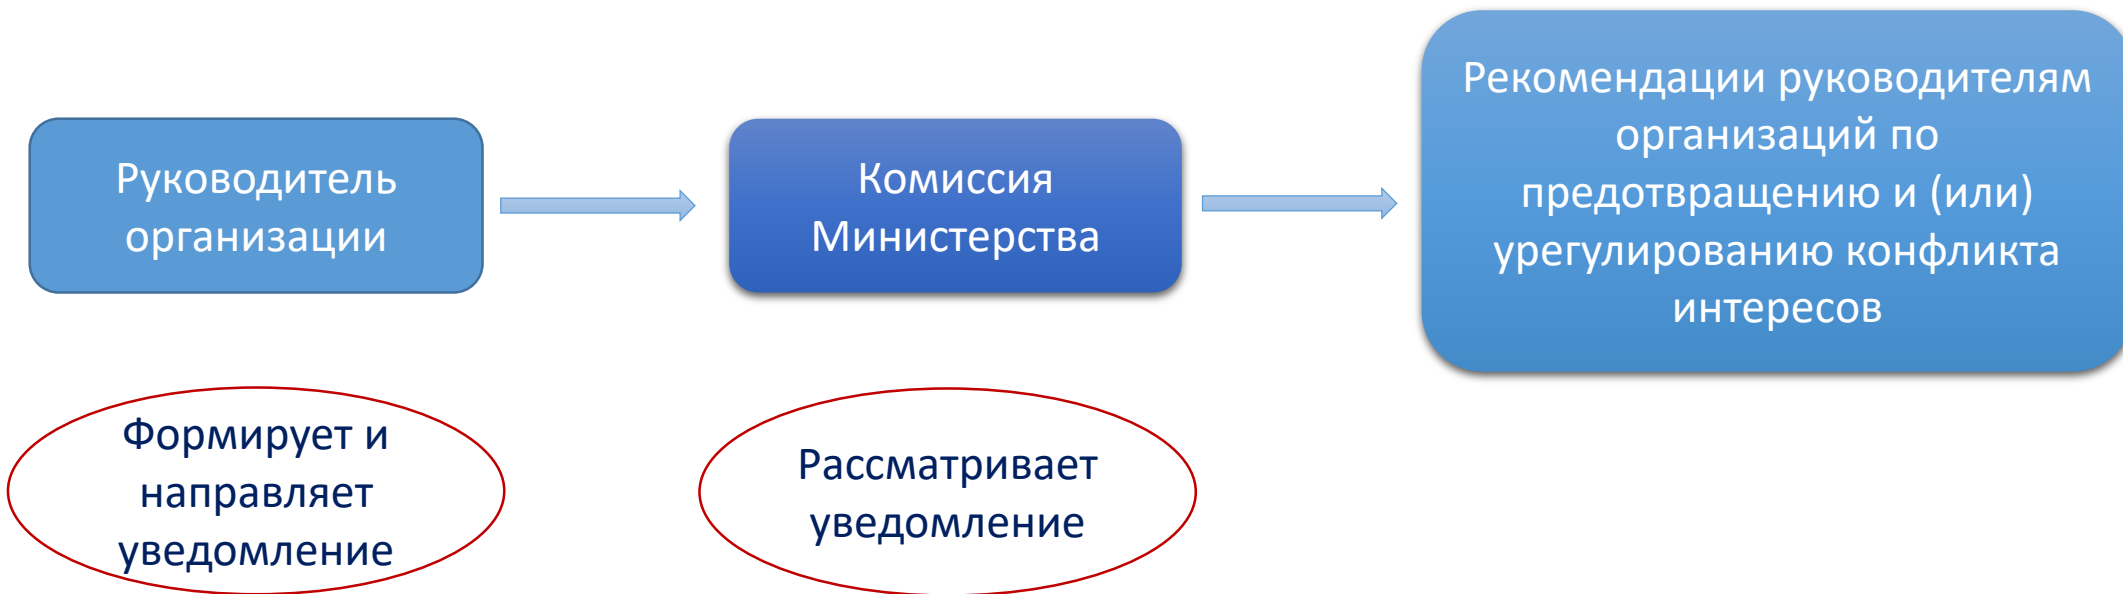 Руководитель
организации
Комиссия
Министерства
Рекомендации руководителям
организаций по
предотвращению и (или)
урегулированию конфликта
интересов
Формирует и
направляет
уведомление
Рассматривает
уведомление